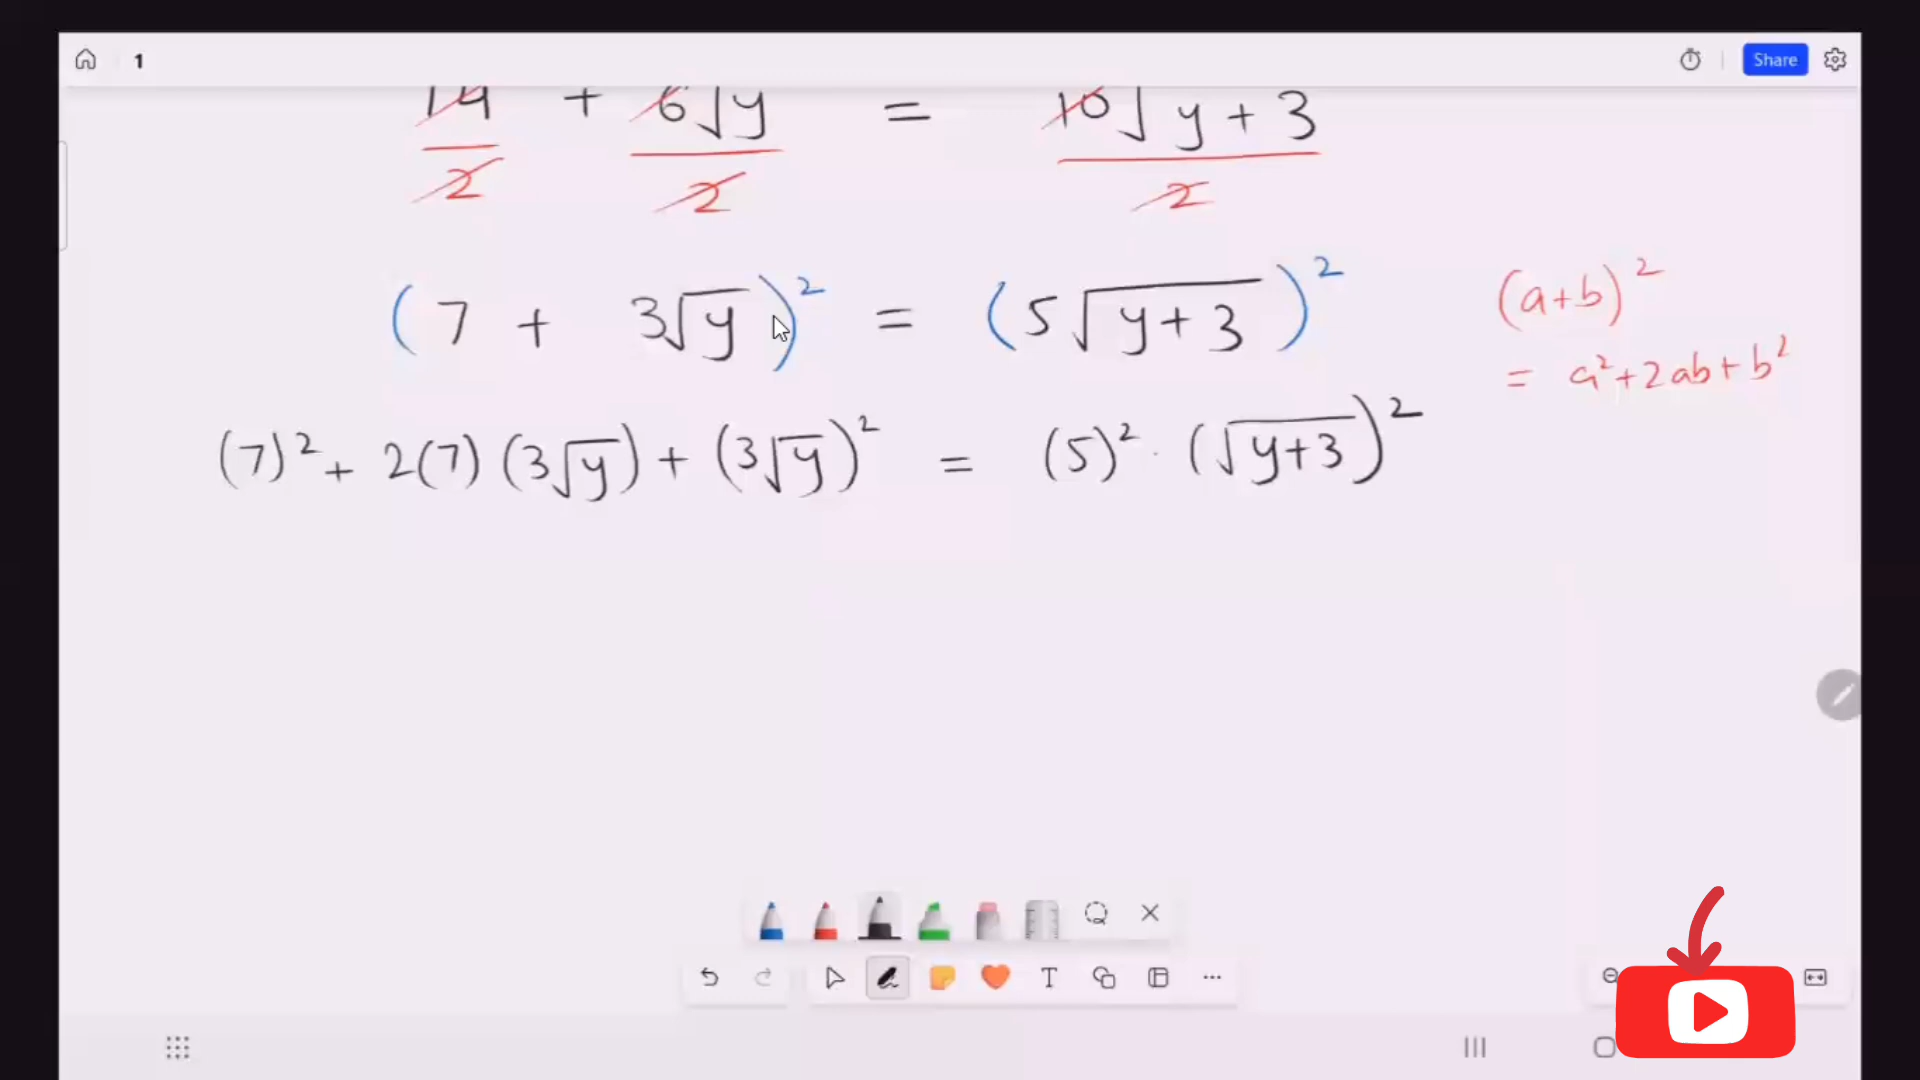 1 Share
14/2 + 6√y/2 = 10√y+3/2
(7 + 3√y)² = (5√y+3)²
(a+b)²
= a²+2ab+b²
(7)² + 2(7)(3√y) + (3√y)² = (5)² · (√y+3)²
T